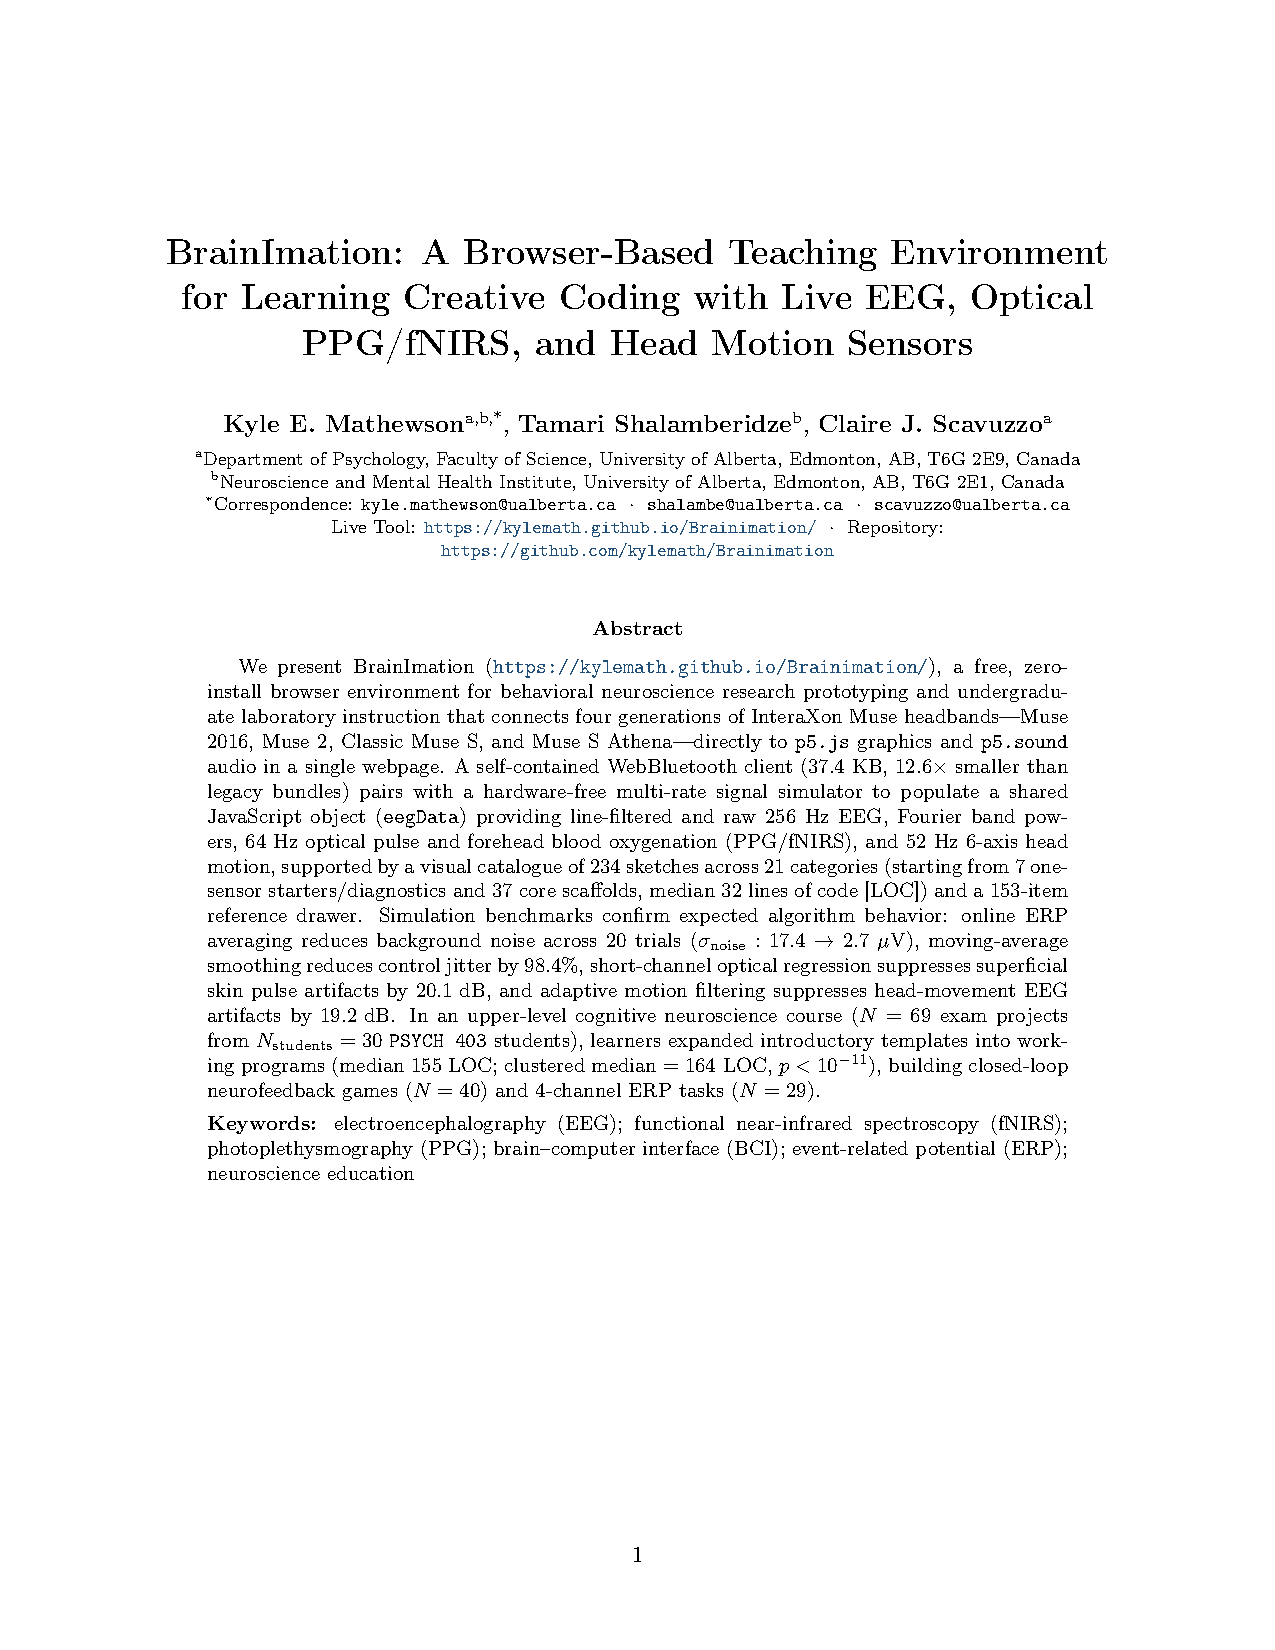 BrainImation: A Browser-Based Teaching Environment
for Learning Creative Coding with Live EEG, Optical
PPG/fNIRS, and Head Motion Sensors
Kyle E. Mathewson^a,b,*, Tamari Shalamberidze^b, Claire J. Scavuzzo^a
^aDepartment of Psychology, Faculty of Science, University of Alberta, Edmonton, AB, T6G 2E9, Canada
^bNeuroscience and Mental Health Institute, University of Alberta, Edmonton, AB, T6G 2E1, Canada
*Correspondence: kyle.mathewson@ualberta.ca · shalambe@ualberta.ca · scavuzzo@ualberta.ca
Live Tool: https://kylemath.github.io/Brainimation/ · Repository:
https://github.com/kylemath/Brainimation
Abstract
We present BrainImation (https://kylemath.github.io/Brainimation/), a free, zero-
install browser environment for behavioral neuroscience research prototyping and undergradu-
ate laboratory instruction that connects four generations of InteraXon Muse headbands—Muse
2016, Muse 2, Classic Muse S, and Muse S Athena—directly to p5.js graphics and p5.sound
audio in a single webpage. A self-contained WebBluetooth client (37.4 KB, 12.6× smaller than
legacy bundles) pairs with a hardware-free multi-rate signal simulator to populate a shared
JavaScript object (eegData) providing line-filtered and raw 256 Hz EEG, Fourier band pow-
ers, 64 Hz optical pulse and forehead blood oxygenation (PPG/fNIRS), and 52 Hz 6-axis head
motion, supported by a visual catalogue of 234 sketches across 21 categories (starting from 7 one-
sensor starters/diagnostics and 37 core scaffolds, median 32 lines of code [LOC]) and a 153-item
reference drawer. Simulation benchmarks confirm expected algorithm behavior: online ERP
averaging reduces background noise across 20 trials (σ_noise : 17.4 → 2.7 μV), moving-average
smoothing reduces control jitter by 98.4%, short-channel optical regression suppresses superficial
skin pulse artifacts by 20.1 dB, and adaptive motion filtering suppresses head-movement EEG
artifacts by 19.2 dB. In an upper-level cognitive neuroscience course (N = 69 exam projects
from N_students = 30 PSYCH 403 students), learners expanded introductory templates into work-
ing programs (median 155 LOC; clustered median = 164 LOC, p < 10^−11), building closed-loop
neurofeedback games (N = 40) and 4-channel ERP tasks (N = 29).
Keywords: electroencephalography (EEG); functional near-infrared spectroscopy (fNIRS);
photoplethysmography (PPG); brain–computer interface (BCI); event-related potential (ERP);
neuroscience education
1